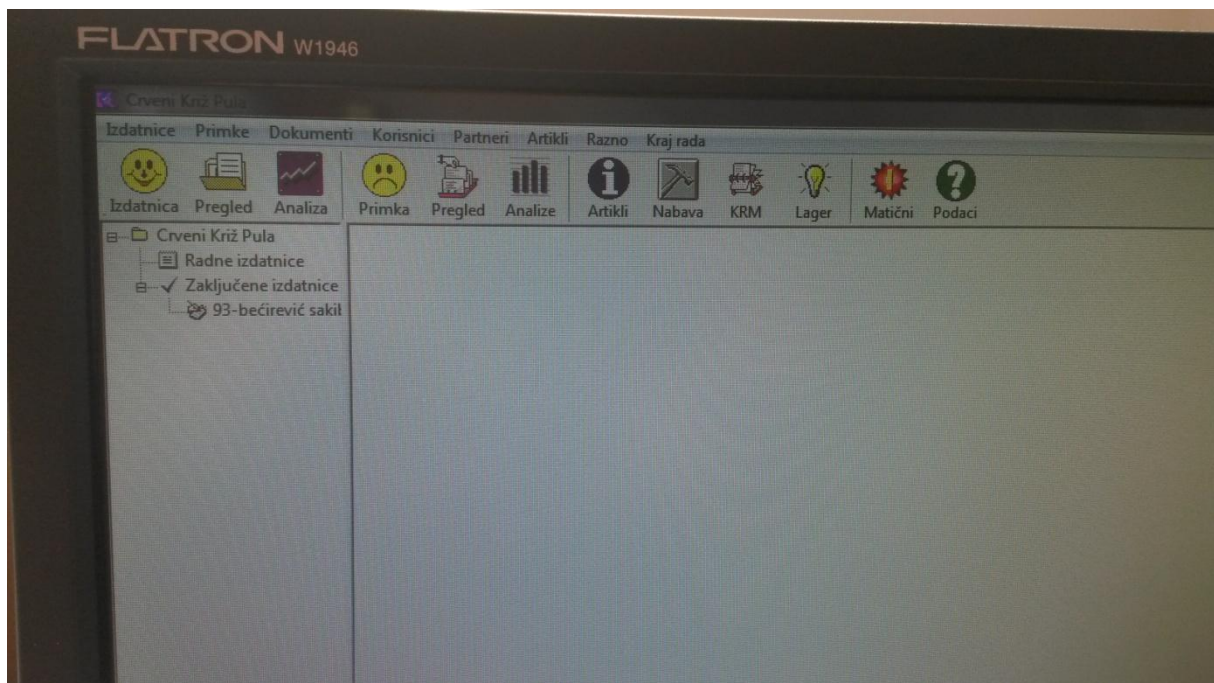 FLATRON W1946
Crveni Križ Pula
Izdatnice Primke Dokumenti Korisnici Partneri Artikli Razno Kraj rada
Izdatnica Pregled Analiza Primka Pregled Analize Artikli Nabava KRM Lager Matični Podaci
Crveni Križ Pula
Radne izdatnice
Zaključene izdatnice
93-bećirević sakil